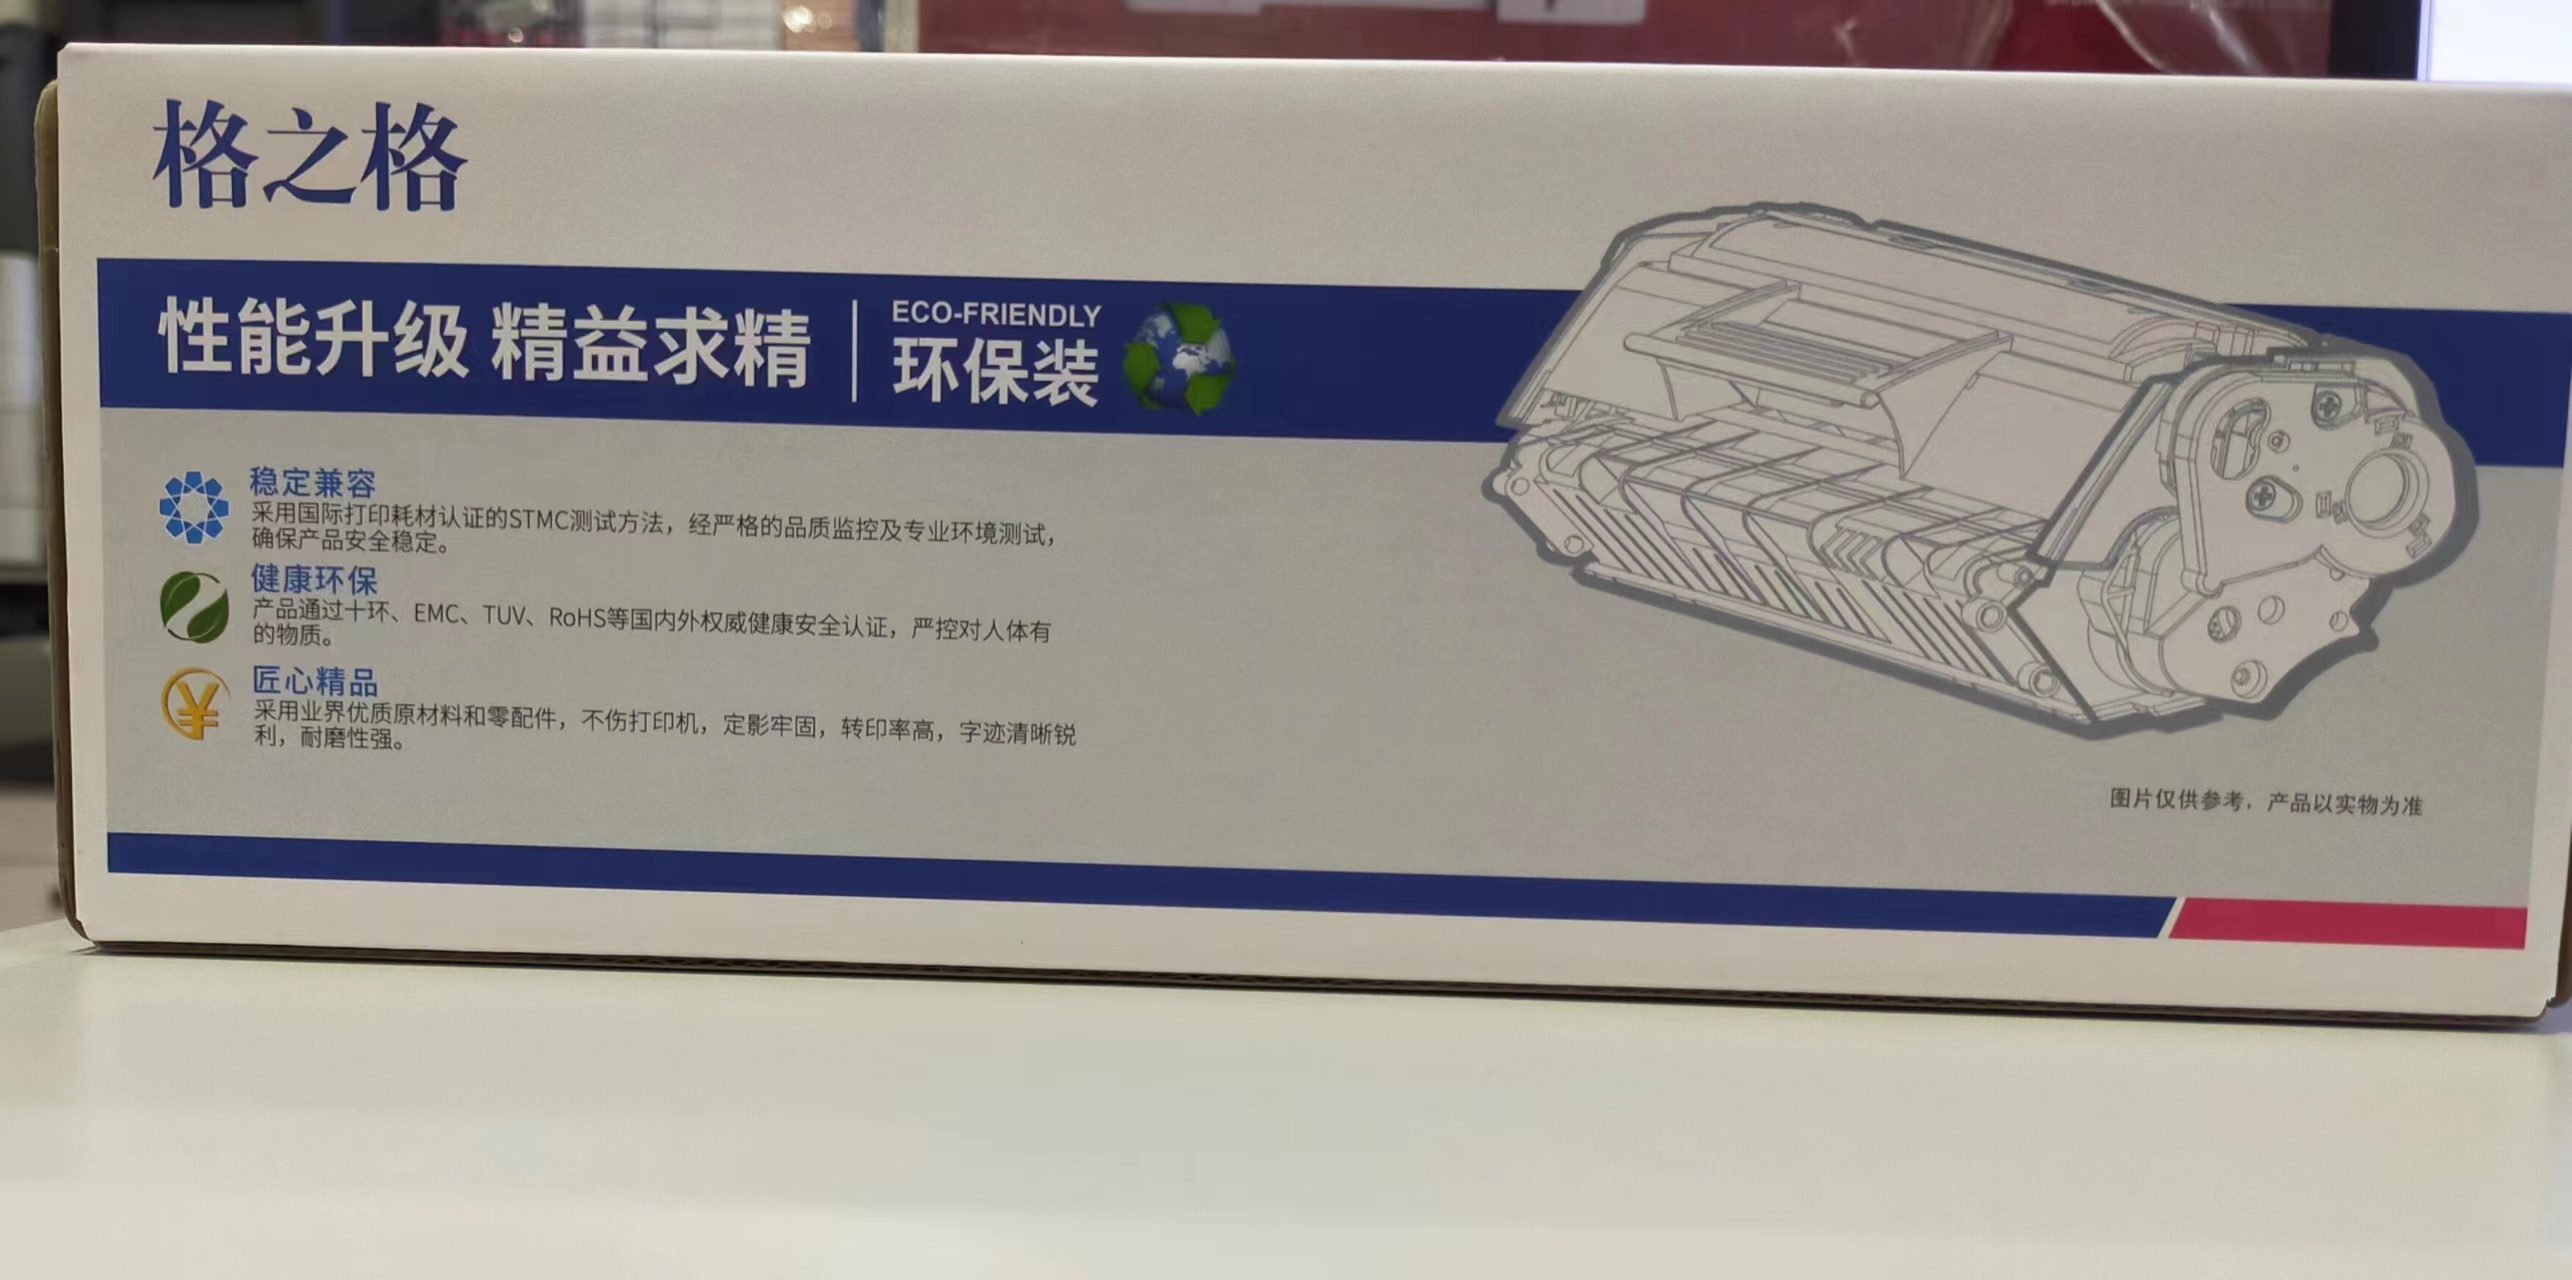 格之格
性能升级 精益求精
ECO-FRIENDLY
环保装
稳定兼容
采用国际打印耗材认证的STMC测试方法，经严格的品质监控及专业环境测试，
确保产品安全稳定。
健康环保
产品通过十环、EMC、TUV、RoHS等国内外权威健康安全认证，严控对人体有
的物质。
匠心精品
采用业界优质原材料和零配件，不伤打印机，定影牢固，转印率高，字迹清晰锐
利，耐磨性强。
图片仅供参考，产品以实物为准